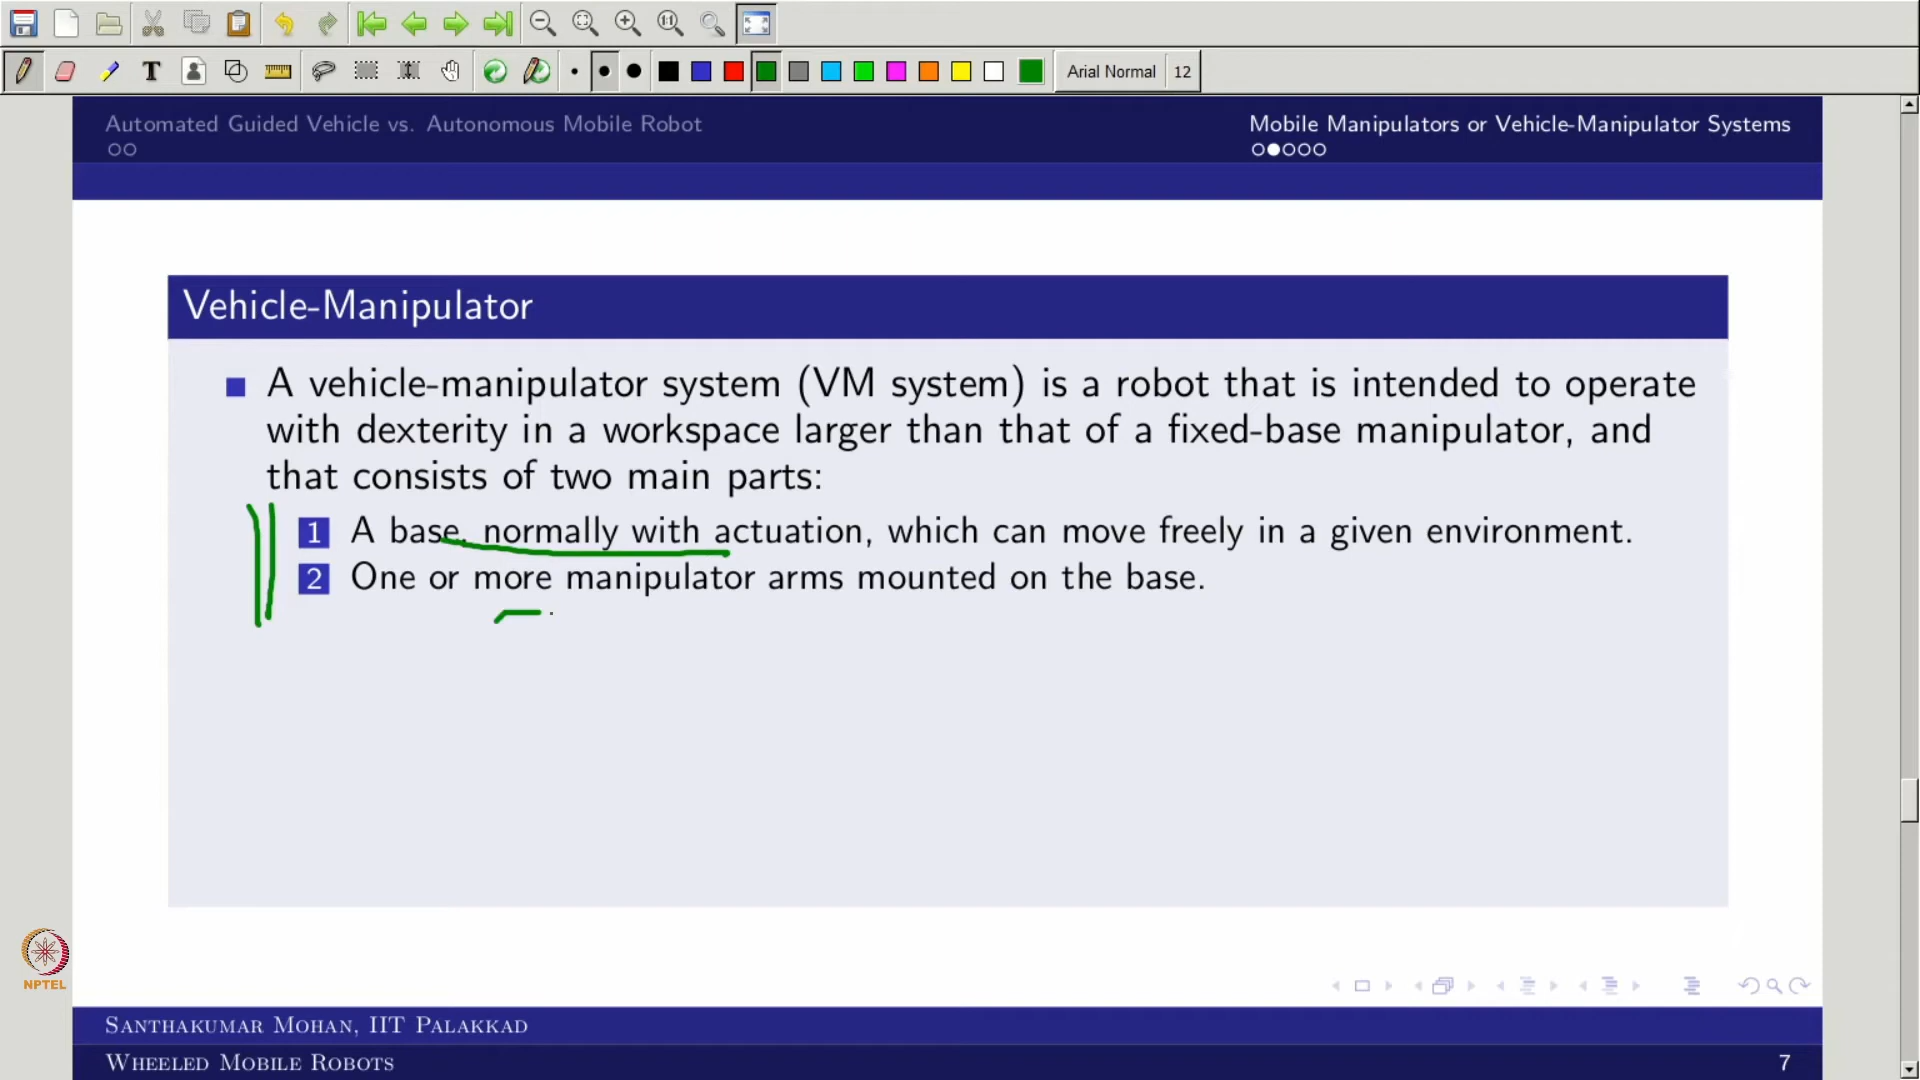 Arial Normal 12
Automated Guided Vehicle vs. Autonomous Mobile Robot
Mobile Manipulators or Vehicle-Manipulator Systems
Vehicle-Manipulator
A vehicle-manipulator system (VM system) is a robot that is intended to operate
with dexterity in a workspace larger than that of a fixed-base manipulator, and
that consists of two main parts:
1 A base, normally with actuation, which can move freely in a given environment.
2 One or more manipulator arms mounted on the base.
NPTEL
SANTHAKUMAR MOHAN, IIT PALAKKAD
WHEELED MOBILE ROBOTS
7